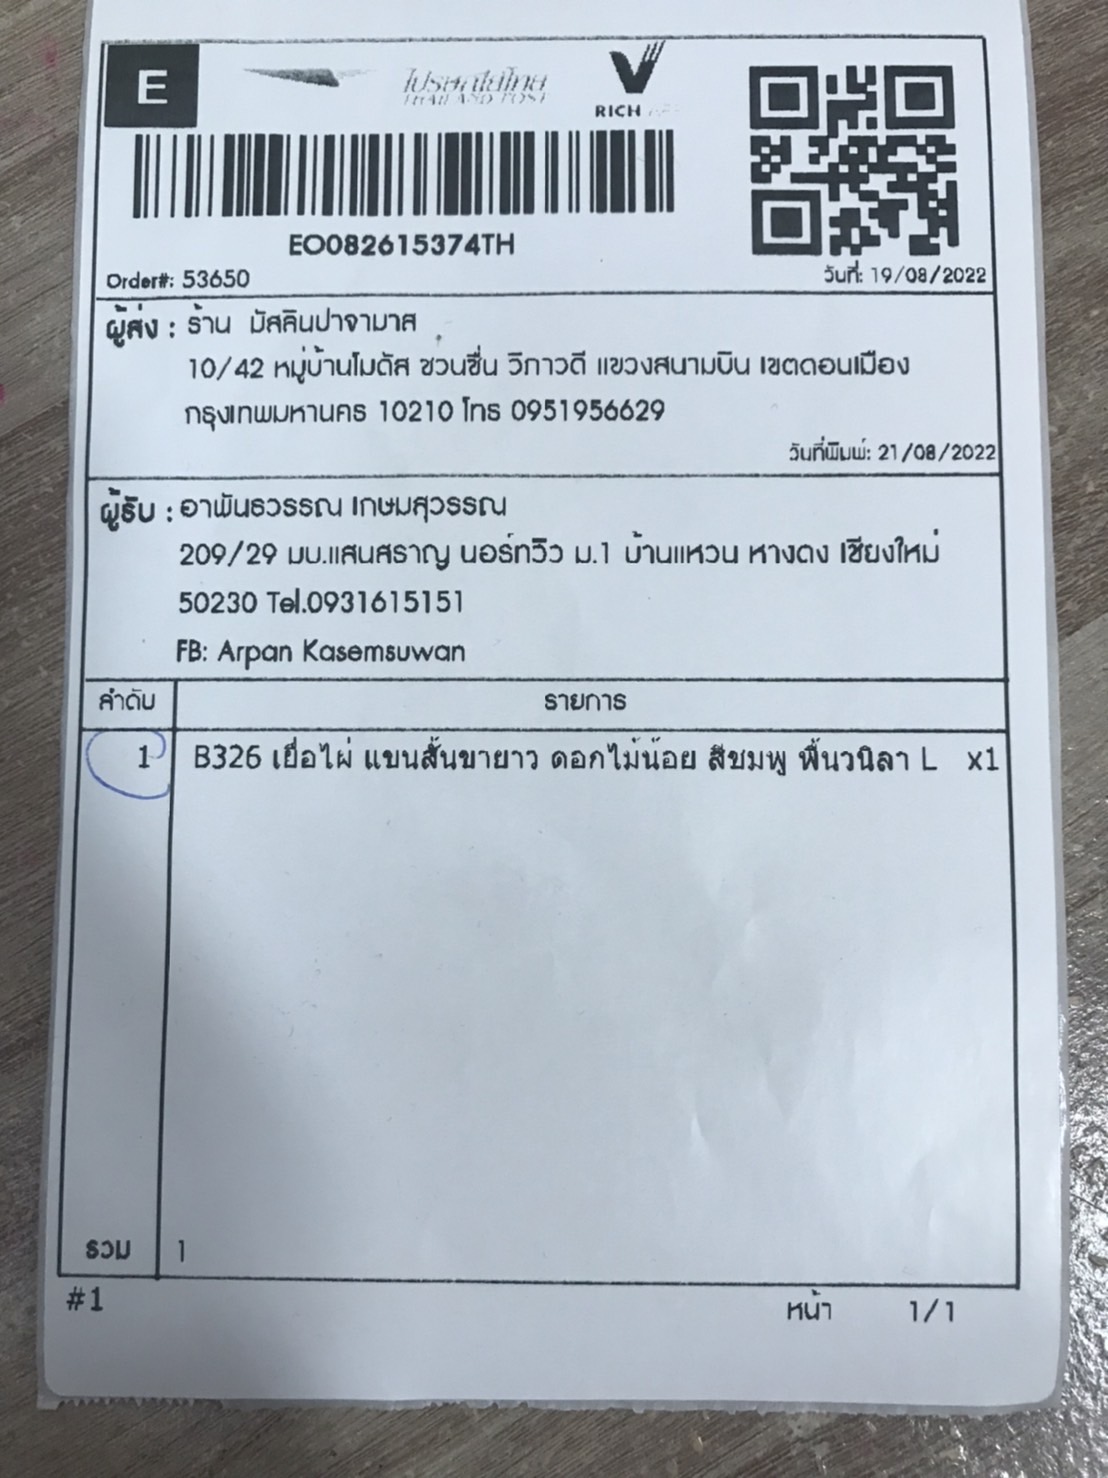 E
ไปรษณีย์ไทย
THAILAND POST
RICH
EO082615374TH
Order#: 53650
วันที่: 19/08/2022
ผู้ส่ง : ร้าน มัสลินปาจามาส
10/42 หมู่บ้านโมดัส ชวนชื่น วิภาวดี แขวงสนามบิน เขตดอนเมือง
กรุงเทพมหานคร 10210 โทร 0951956629
วันที่พิมพ์: 21/08/2022
ผู้รับ : อาพันธวรรณ เกษมสุวรรณ
209/29 มบ.แสนสราญ นอร์ทวิว ม.1 บ้านแหวน หางดง เชียงใหม่
50230 Tel.0931615151
FB: Arpan Kasemsuwan
ลำดับ รายการ
1 B326 เยื่อไผ่ แขนสั้นขายาว ดอกไม้น้อย สีชมพู พื้นวนิลา L x1
รวม 1
#1 หน้า 1/1